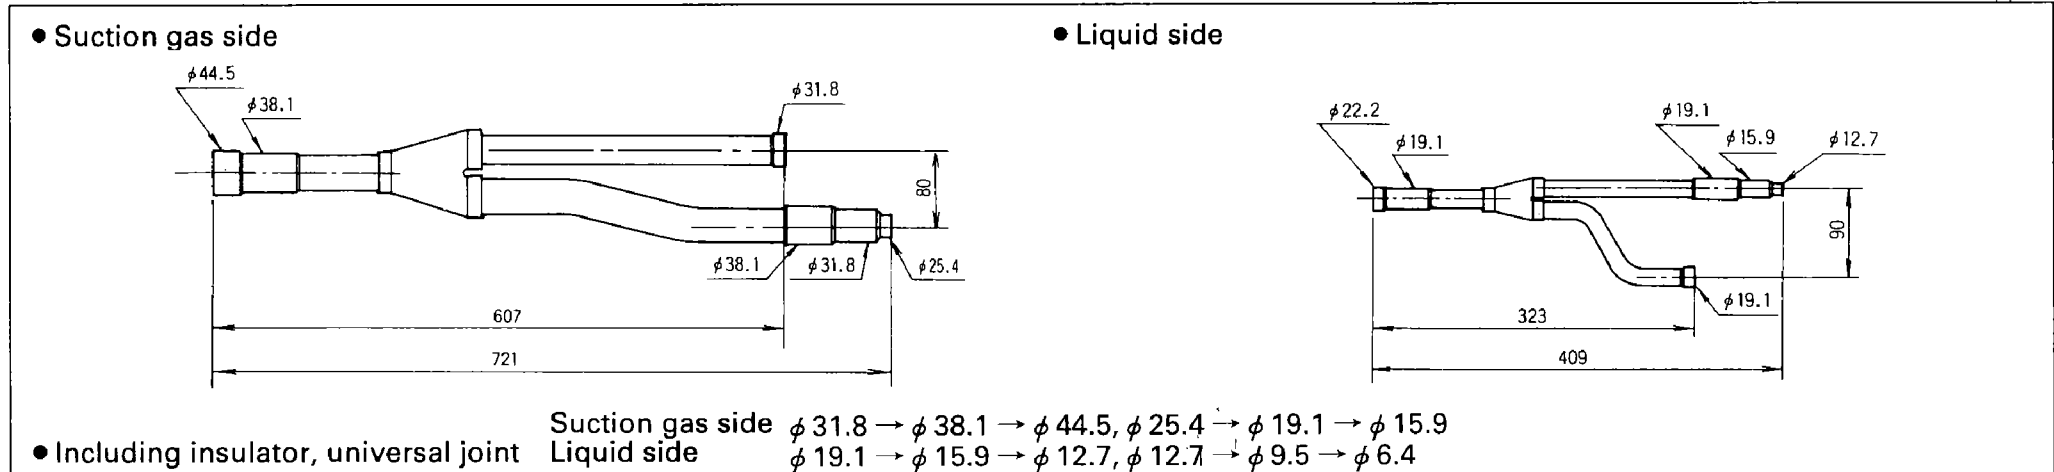 ● Suction gas side
φ44.5
φ38.1
φ31.8
80
φ38.1
φ31.8
φ25.4
607
721
● Liquid side
φ22.2
φ19.1
φ19.1
φ15.9
φ12.7
90
φ19.1
323
409
Suction gas side φ31.8 → φ38.1 → φ44.5, φ25.4 → φ19.1 → φ15.9
● Including insulator, universal joint Liquid side φ19.1 → φ15.9 → φ12.7, φ12.7 → φ9.5 → φ6.4